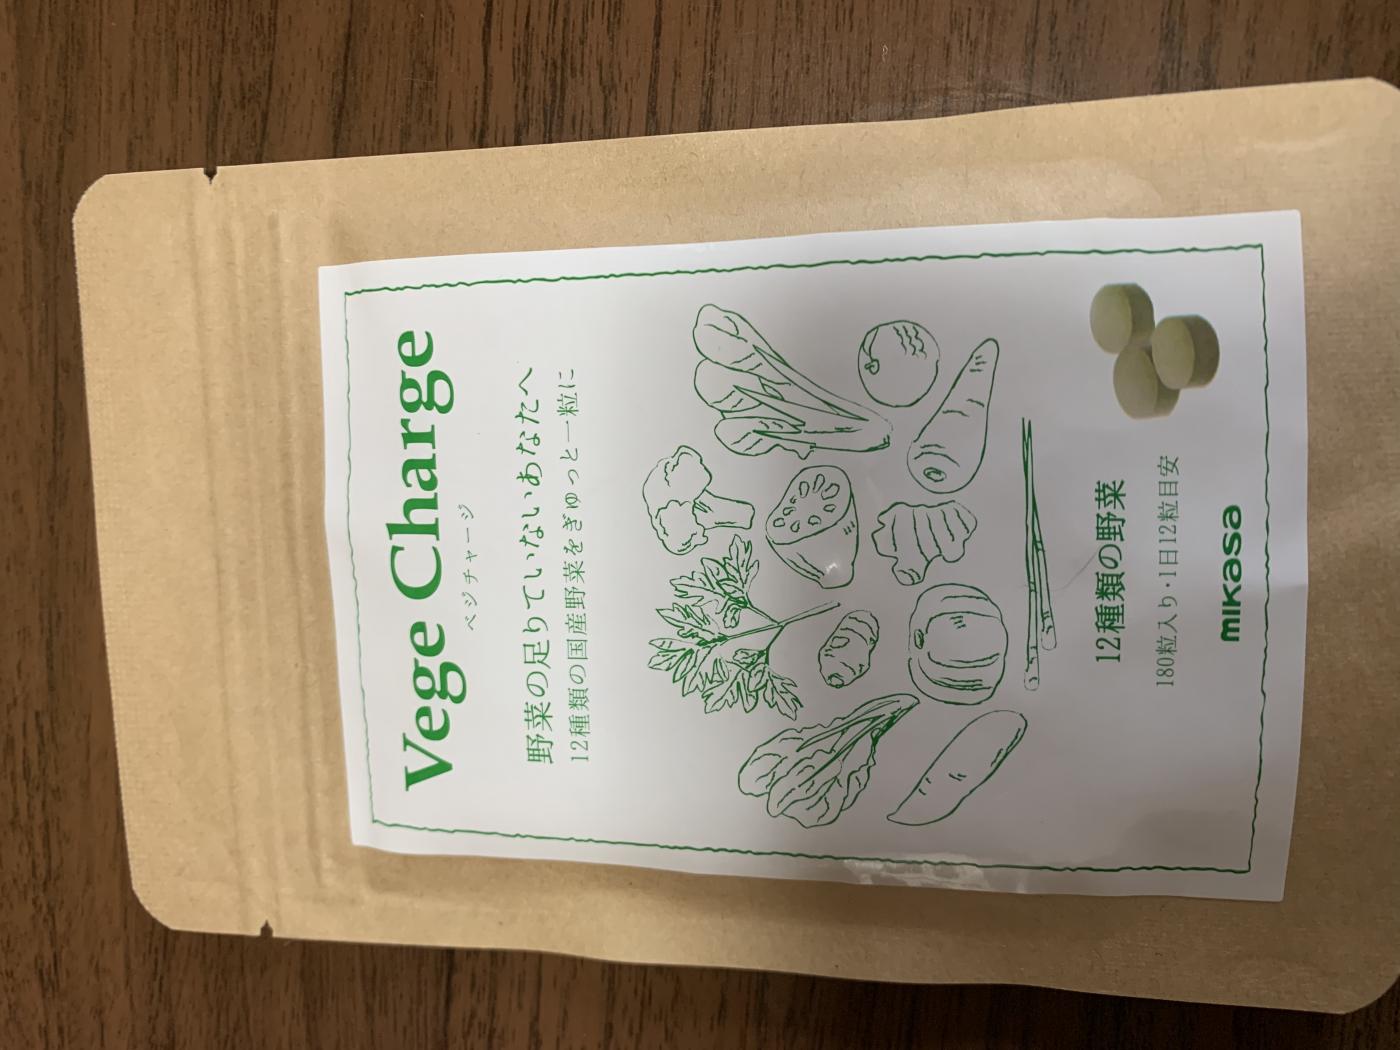 Vege Charge
ベジチャージ
野菜の足りていないあなたへ
12種類の国産野菜をぎゅっと一粒に
12種類の野菜
180粒入り・1日12粒目安
mikasa